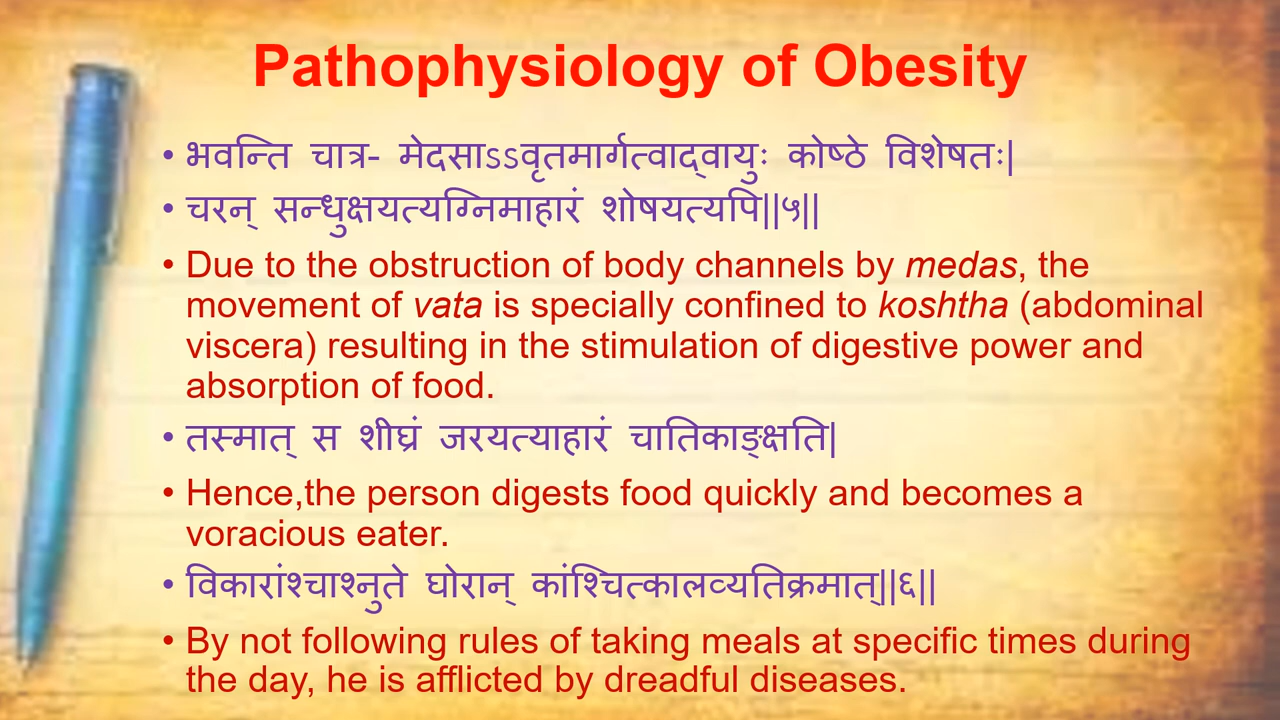 Pathophysiology of Obesity
• भवन्ति चात्र- मेदसाऽऽवृतमार्गत्वाद्वायुः कोष्ठे विशेषतः|
• चरन् सन्धुक्षयत्यग्निमाहारं शोषयत्यपि||५||
• Due to the obstruction of body channels by medas, the
movement of vata is specially confined to koshtha (abdominal
viscera) resulting in the stimulation of digestive power and
absorption of food.
• तस्मात् स शीघ्रं जरयत्याहारं चातिकाङ्क्षति|
• Hence,the person digests food quickly and becomes a
voracious eater.
• विकारांश्चाश्नुते घोरान् कांश्चित्कालव्यतिक्रमात्||६||
• By not following rules of taking meals at specific times during
the day, he is afflicted by dreadful diseases.